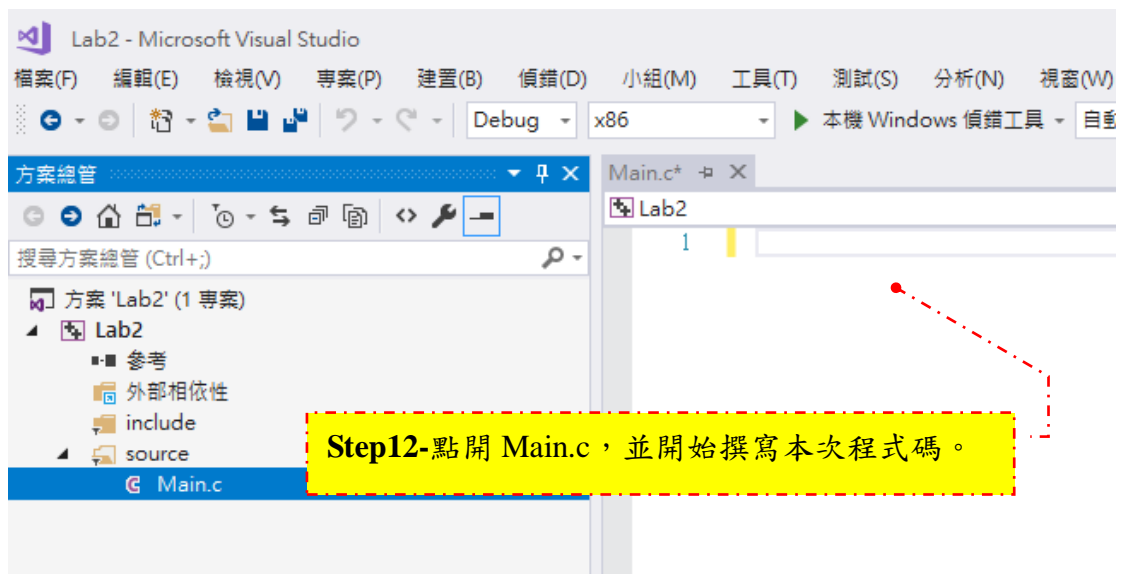 Lab2 - Microsoft Visual Studio
檔案(F) 編輯(E) 檢視(V) 專案(P) 建置(B) 偵錯(D) 小組(M) 工具(T) 測試(S) 分析(N) 視窗(W)
Debug x86 本機 Windows 偵錯工具 自動
方案總管
Main.c*
Lab2
搜尋方案總管 (Ctrl+;)
1
方案 'Lab2' (1 專案)
Lab2
參考
外部相依性
include
source
Main.c
Step12-點開 Main.c，並開始撰寫本次程式碼。